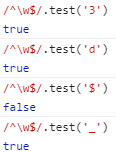 /^\w$/.test('3')
true
/^\w$/.test('d')
true
/^\w$/.test('$')
false
/^\w$/.test('_')
true